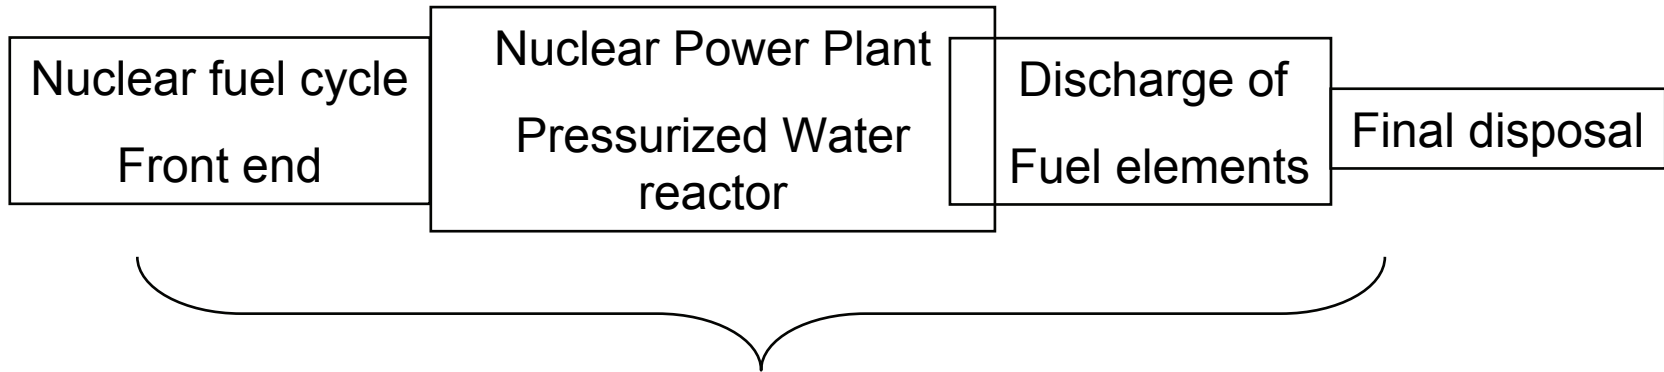 Nuclear fuel cycle
Front end
Nuclear Power Plant
Pressurized Water
reactor
Discharge of
Fuel elements
Final disposal